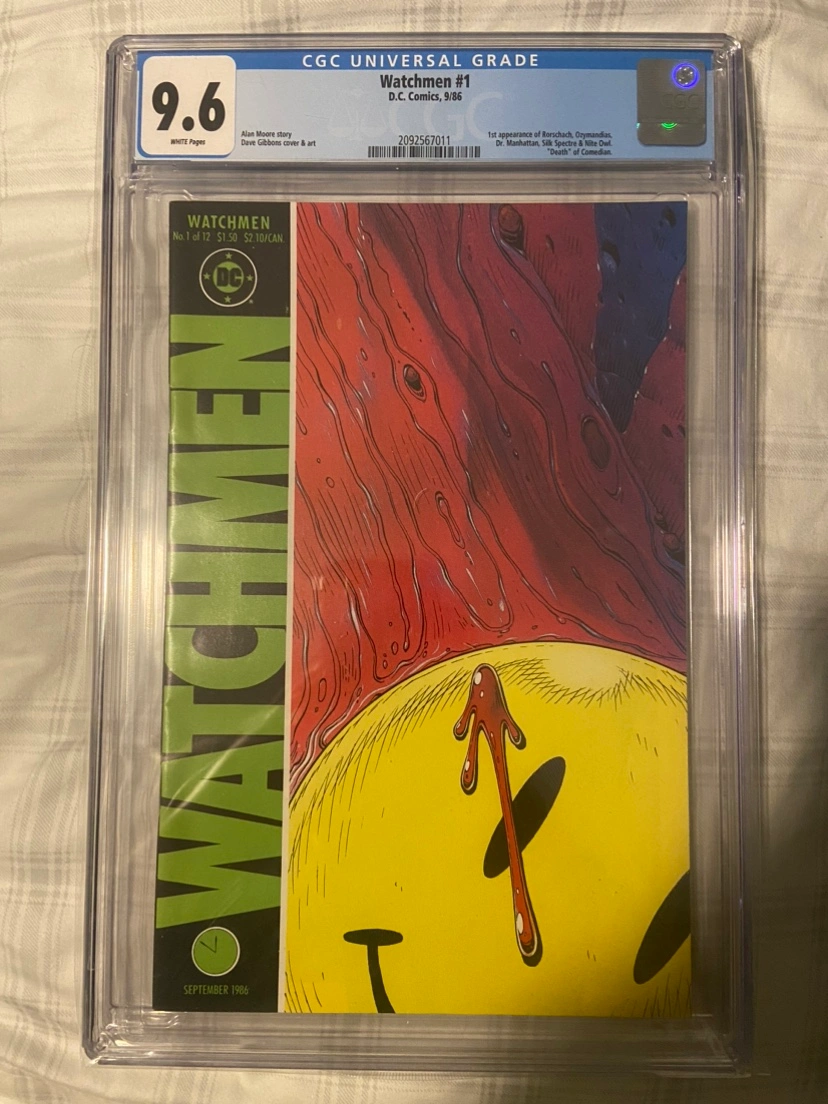 CGC UNIVERSAL GRADE
9.6
WHITE Pages
Watchmen #1
D.C. Comics, 9/86
Alan Moore story
Dave Gibbons cover & art
2092567011
1st appearance of Rorschach, Ozymandias,
Dr. Manhattan, Silk Spectre & Nite Owl.
"Death" of Comedian.
CGC
WATCHMEN
No. 1 of 12 $1.50 $2.10/CAN.
DC
WATCHMEN
SEPTEMBER 1986